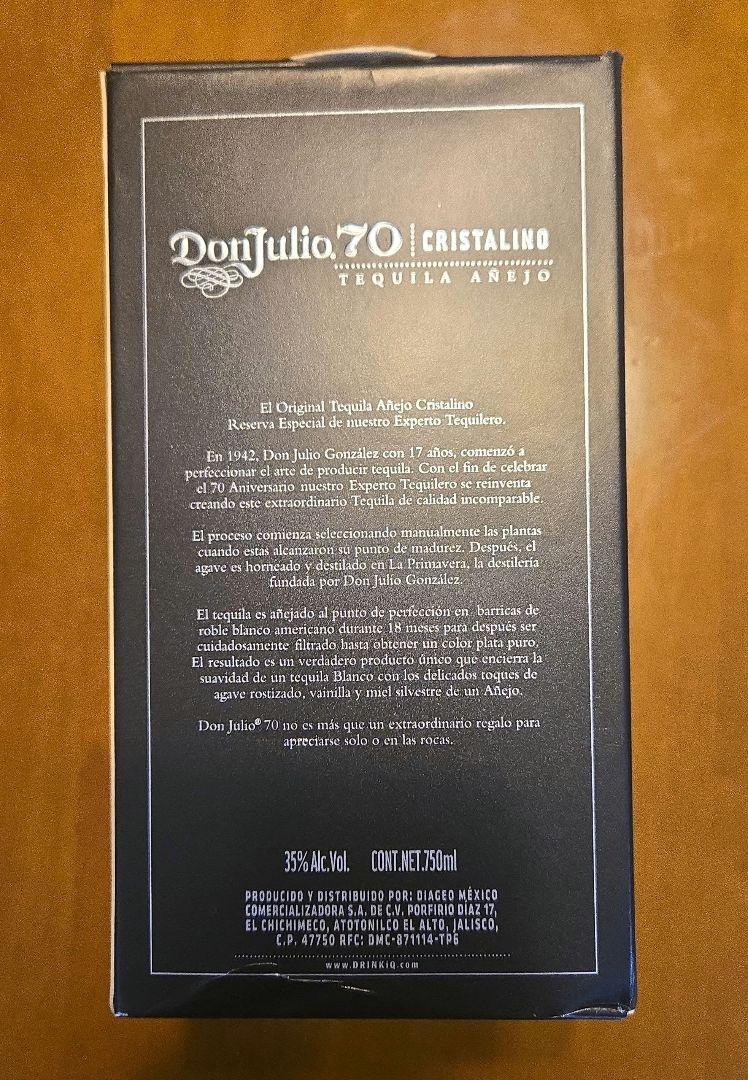 Don Julio. 70 CRISTALINO
TEQUILA AÑEJO
El Original Tequila Añejo Cristalino
Reserva Especial de nuestro Experto Tequilero.
En 1942, Don Julio González con 17 años, comenzó a
perfeccionar el arte de producir tequila. Con el fin de celebrar
el 70 Aniversario nuestro Experto Tequilero se reinventa
creando este extraordinario Tequila de calidad incomparable.
El proceso comienza seleccionando manualmente las plantas
cuando estas alcanzaron su punto de madurez. Después, el
agave es horneado y destilado en La Primavera, la destilería
fundada por Don Julio González.
El tequila es añejado al punto de perfección en barricas de
roble blanco americano durante 18 meses para después ser
cuidadosamente filtrado hasta obtener un color plata puro.
El resultado es un verdadero producto único que encierra la
suavidad de un tequila Blanco con los delicados toques de
agave rostizado, vainilla y miel silvestre de un Añejo.
Don Julio® 70 no es más que un extraordinario regalo para
apreciarse solo o en las rocas.
35% Alc.Vol. CONT.NET.750ml
PRODUCIDO Y DISTRIBUIDO POR: DIAGEO MÉXICO
COMERCIALIZADORA S.A. DE C.V. PORFIRIO DÍAZ 17,
EL CHICHIMECO, ATOTONILCO EL ALTO, JALISCO,
C.P. 47750 RFC: DMC-871114-TP6
www.DRINKiQ.com